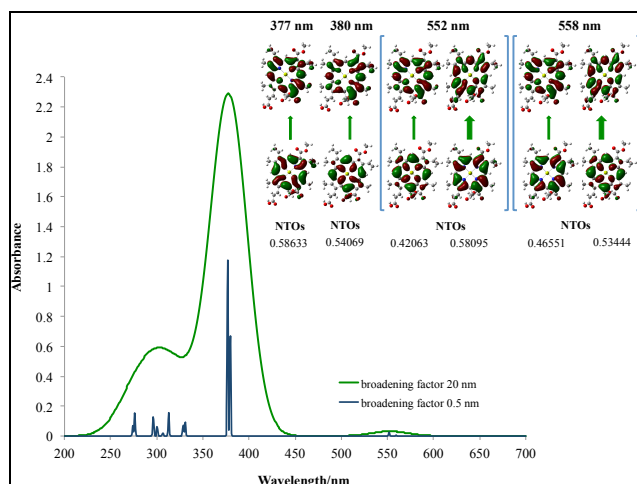 377 nm 380 nm 552 nm 558 nm
NTOs NTOs NTOs NTOs
0.58633 0.54069 0.42063 0.58095 0.46551 0.53444
Absorbance
2.4
2.2
2
1.8
1.6
1.4
1.2
1
0.8
0.6
0.4
0.2
0
broadening factor 20 nm
broadening factor 0.5 nm
200 250 300 350 400 450 500 550 600 650 700
Wavelength/nm